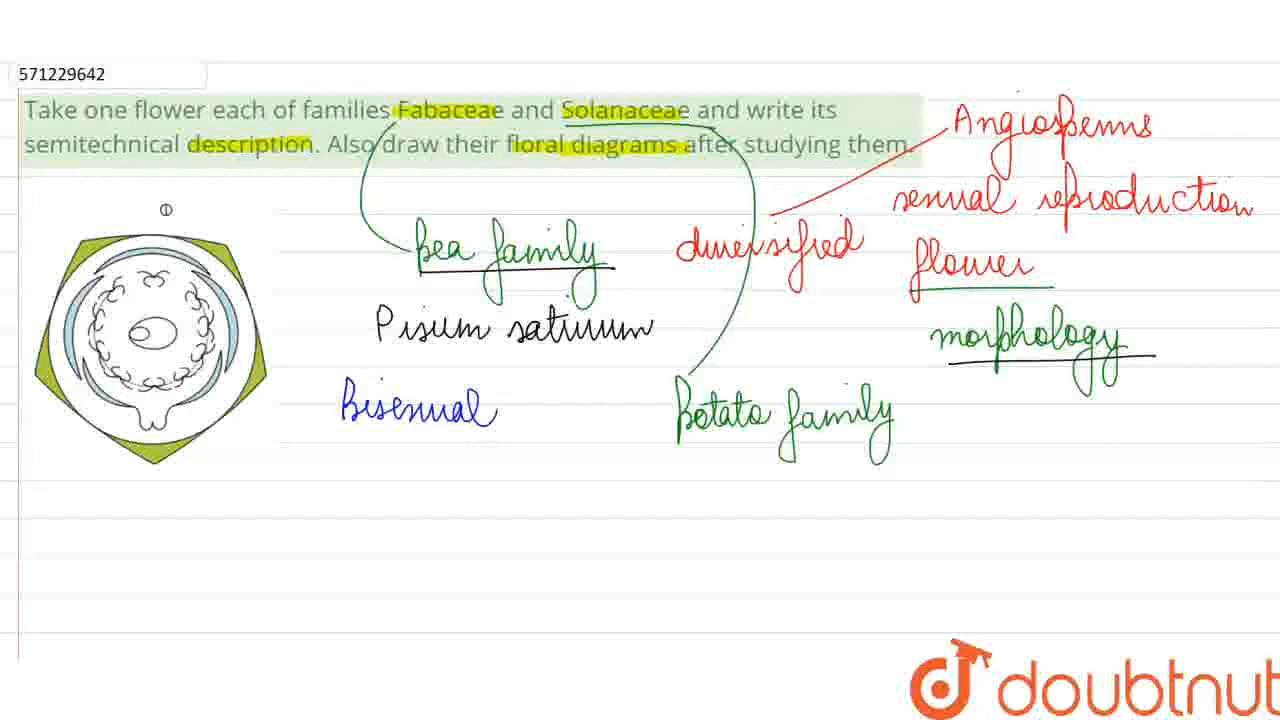 571229642
Take one flower each of families Fabaceae and Solanaceae and write its
semitechnical description. Also draw their floral diagrams after studying them.
Angiosperms
sexual reproduction
Pea family
diversified
flower
Pisum sativum
morphology
Bisexual
Potato family
doubtnut